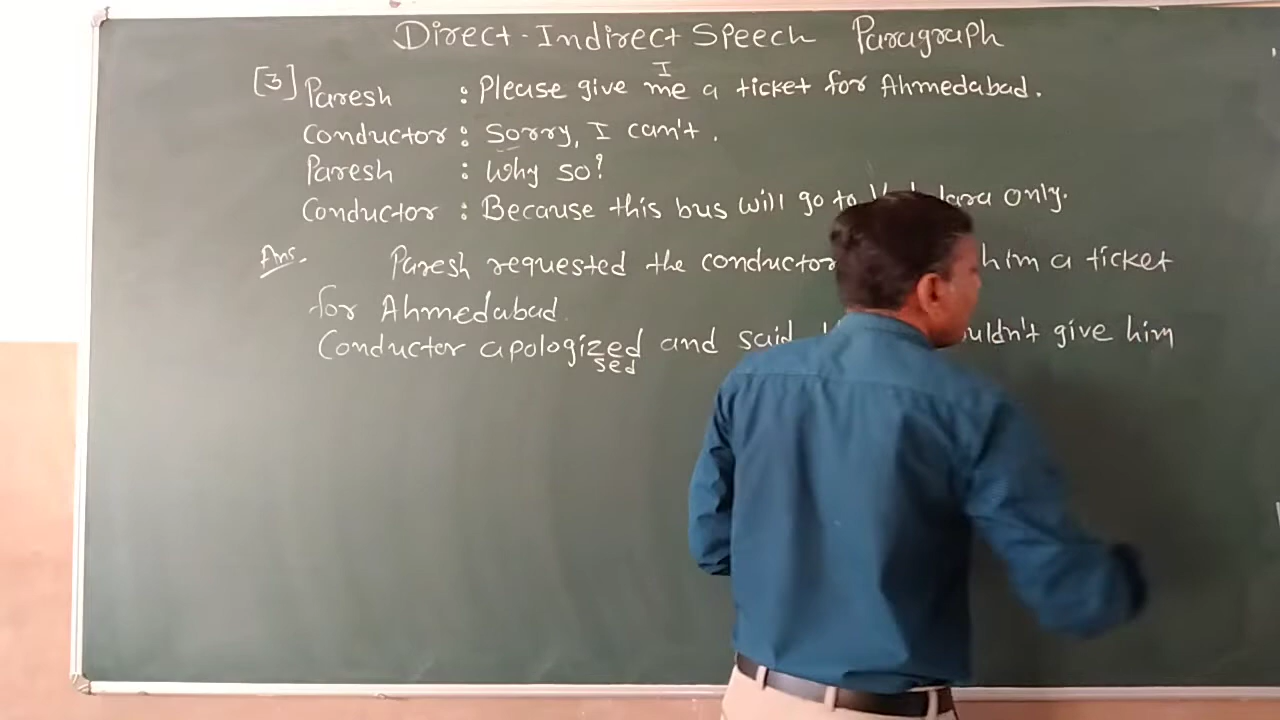 Direct-Indirect Speech Paragraph
I
[3] Paresh : Please give me a ticket for Ahmedabad.
Conductor : Sorry, I can't.
Paresh : Why so?
Conductor : Because this bus will go to only.
Ans. Paresh requested the conductor him a ticket
for Ahmedabad.
Conductor apologized and said give him
sed